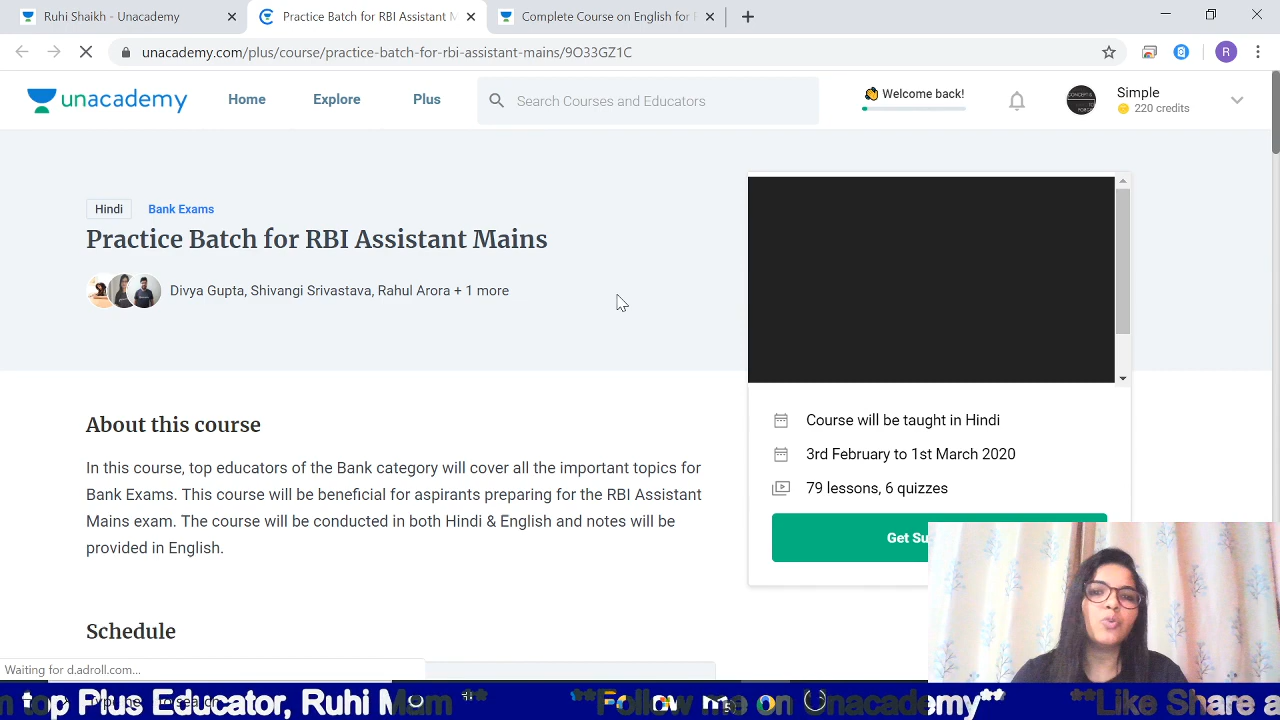 Ruhi Shaikh - Unacademy
Practice Batch for RBI Assistant M
Complete Course on English for
unacademy.com/plus/course/practice-batch-for-rbi-assistant-mains/9O33GZ1C
R
unacademy
Home
Explore
Plus
Search Courses and Educators
Welcome back!
Simple
220 credits
Hindi
Bank Exams
Practice Batch for RBI Assistant Mains
Divya Gupta, Shivangi Srivastava, Rahul Arora + 1 more
About this course
In this course, top educators of the Bank category will cover all the important topics for
Bank Exams. This course will be beneficial for aspirants preparing for the RBI Assistant
Mains exam. The course will be conducted in both Hindi & English and notes will be
provided in English.
Course will be taught in Hindi
3rd February to 1st March 2020
79 lessons, 6 quizzes
Get Su
Schedule
Waiting for d.adroll.com...
top Plus Educator, Ruhi Mam ** **Follow me on Unacademy** **Like Share a